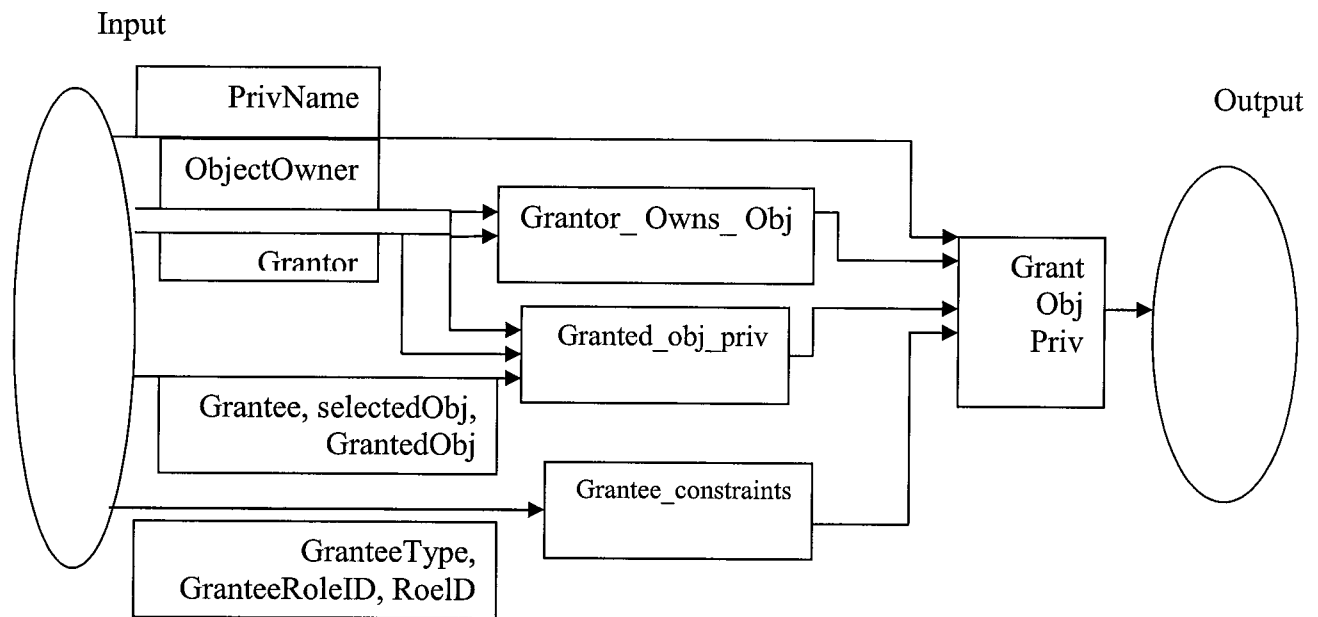 Input
PrivName
Output
ObjectOwner
Grantor_ Owns_ Obj
Grantor
Grant
Obj
Priv
Granted_obj_priv
Grantee, selectedObj,
GrantedObj
Grantee_constraints
GranteeType,
GranteeRoleID, RoelD